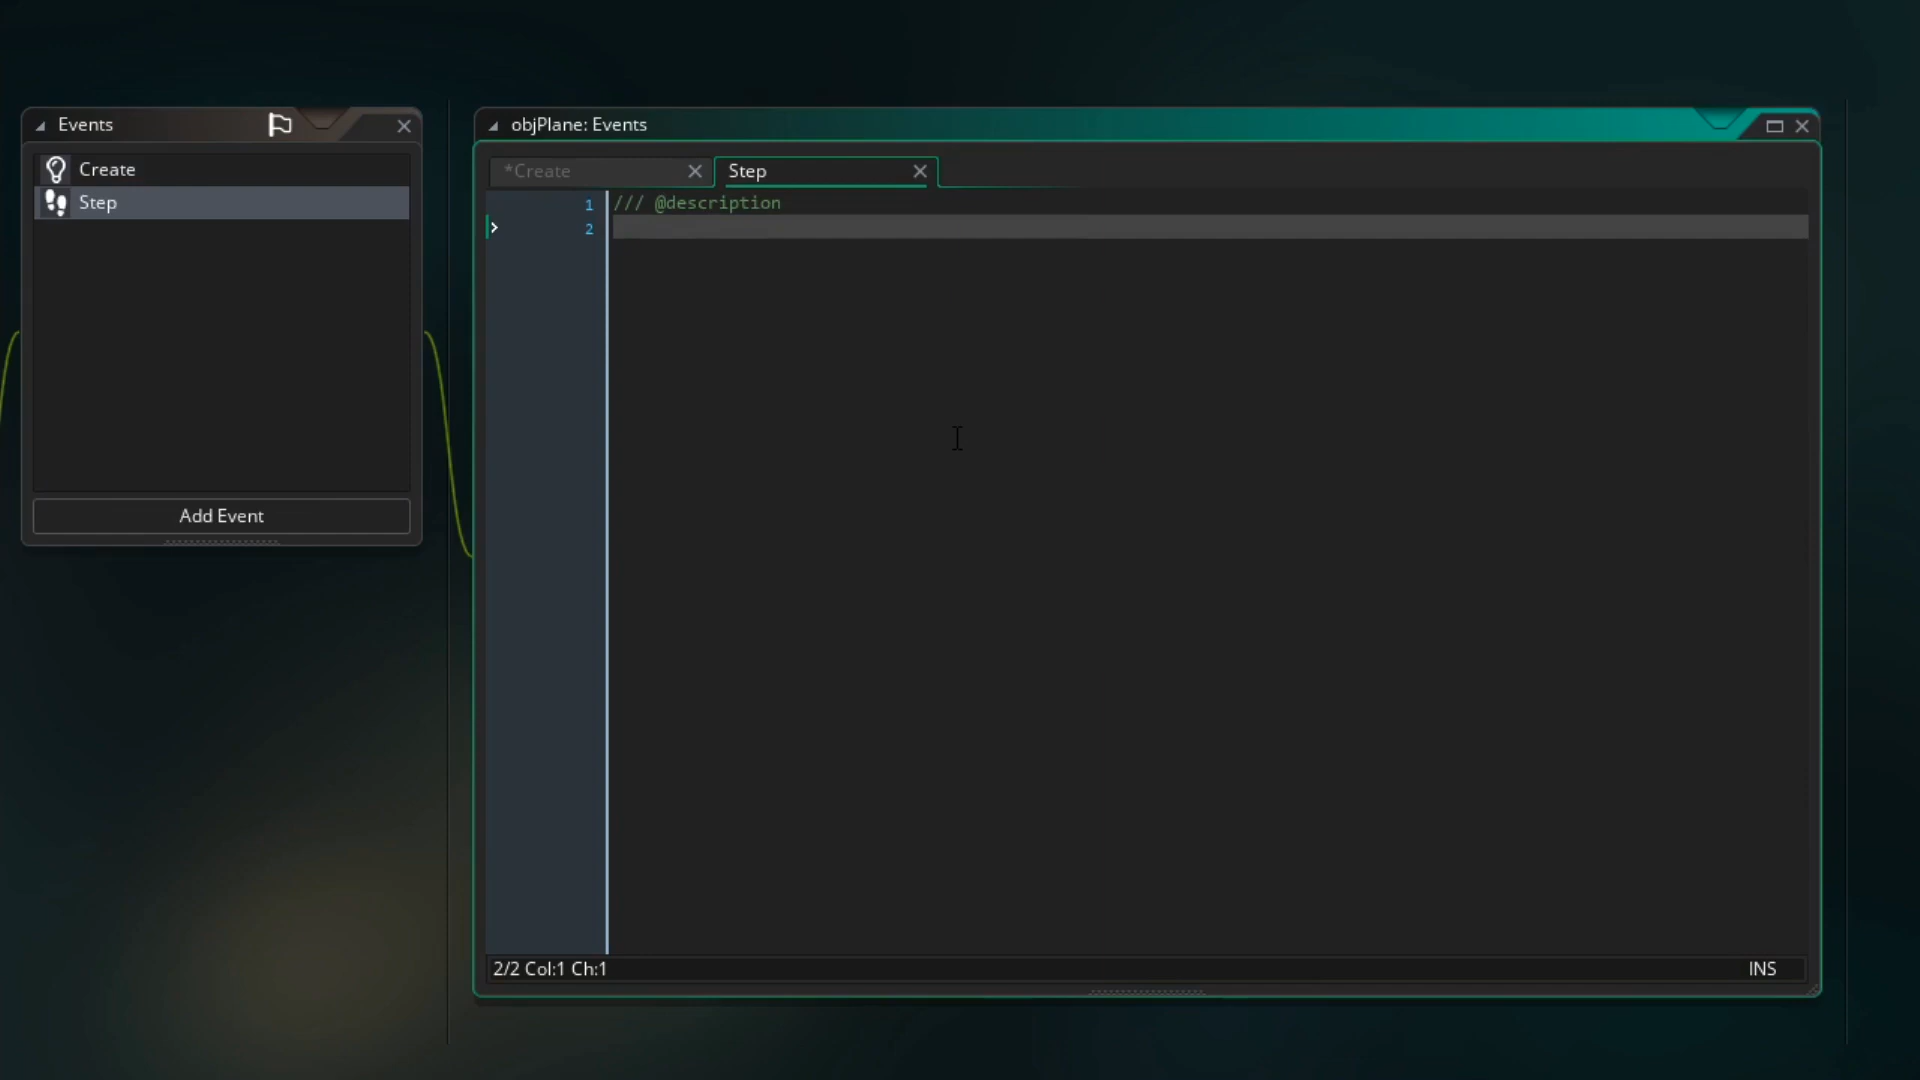 Events
Create
Step
Add Event
objPlane: Events
*Create
Step
1 /// @description
2
2/2 Col:1 Ch:1
INS